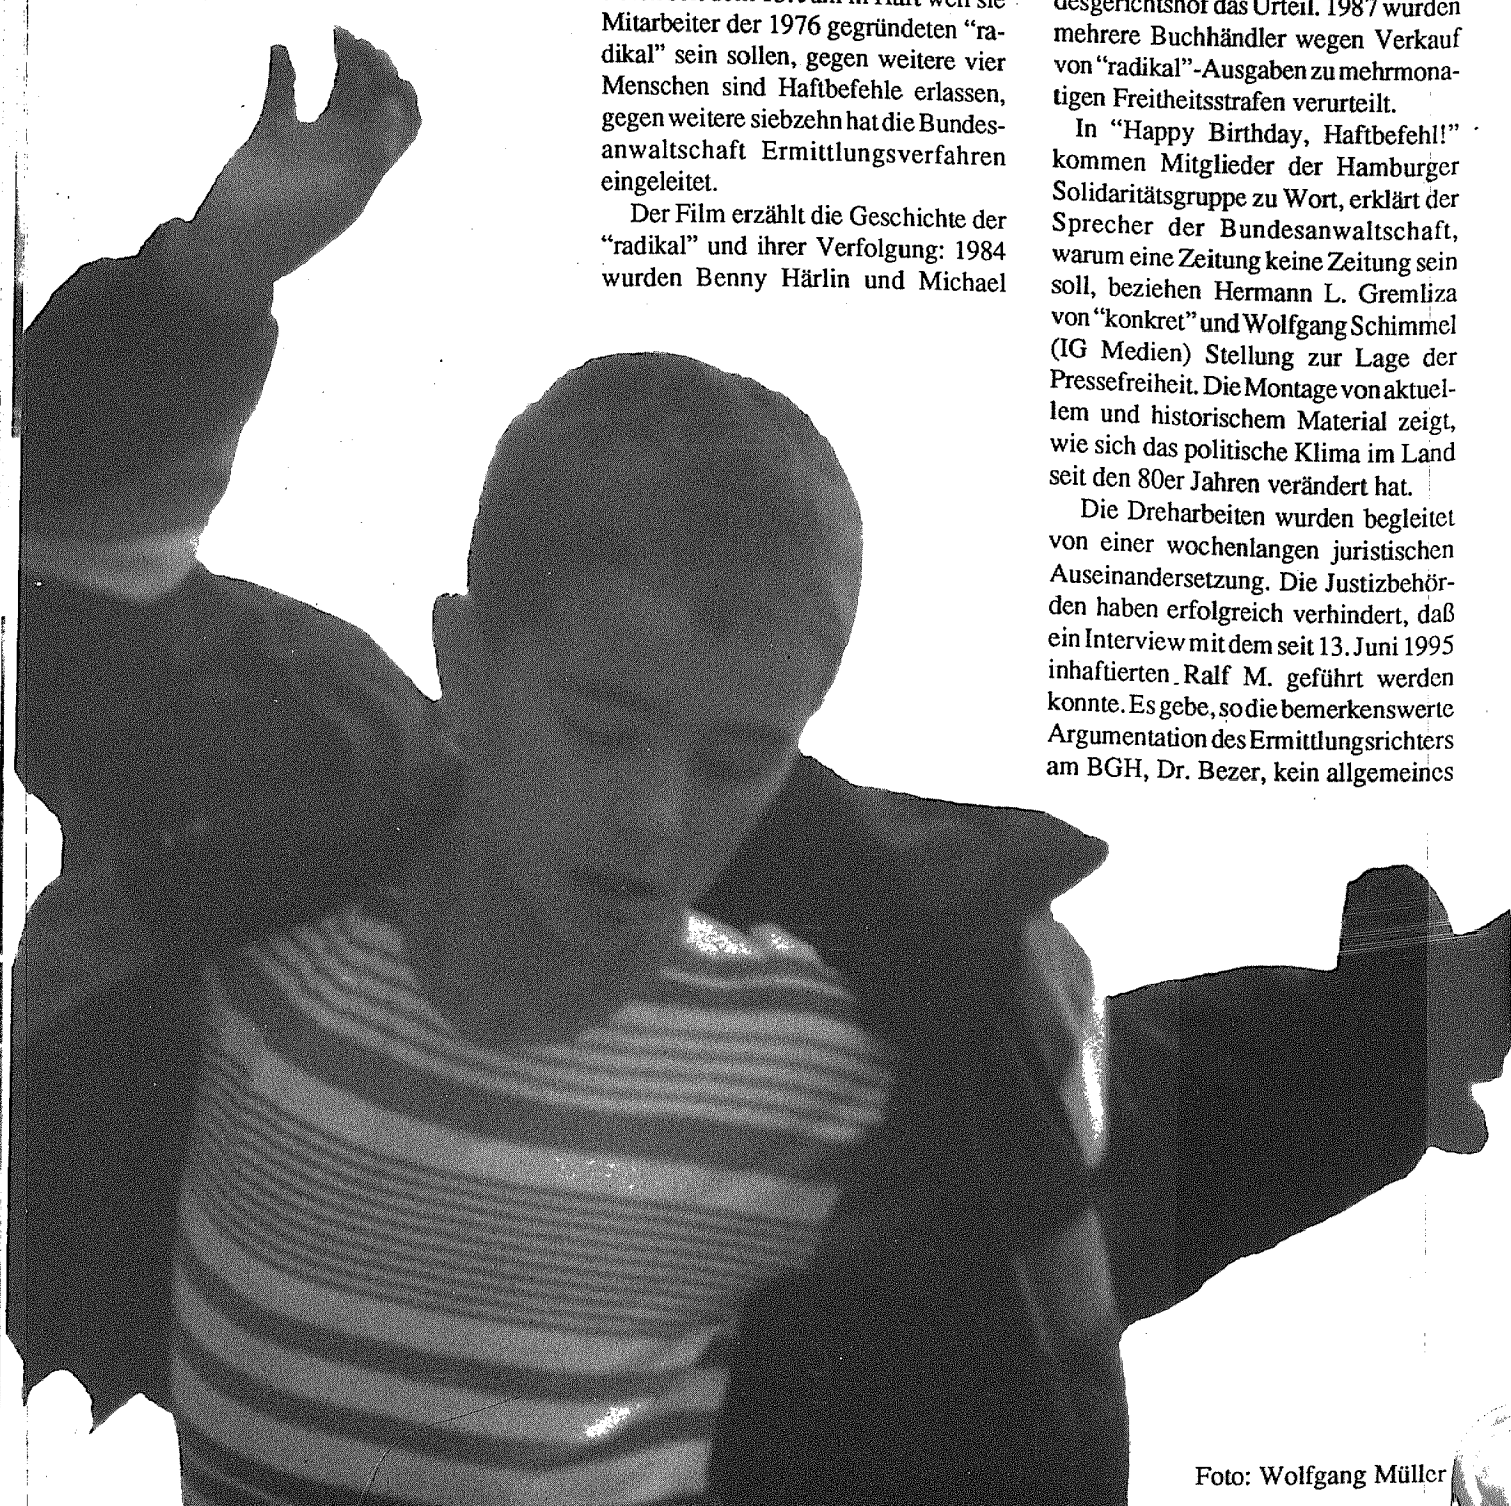 Mitarbeiter der 1976 gegründeten “ra-
dikal” sein sollen, gegen weitere vier
Menschen sind Haftbefehle erlassen,
gegen weitere siebzehn hat die Bundes-
anwaltschaft Ermittlungsverfahren
eingeleitet.
Der Film erzählt die Geschichte der
“radikal” und ihrer Verfolgung: 1984
wurden Benny Härlin und Michael
desgerichtshof das Urteil. 1987 wurden
mehrere Buchhändler wegen Verkauf
von “radikal”-Ausgaben zu mehrmona-
tigen Freitheitsstrafen verurteilt.
In “Happy Birthday, Haftbefehl!”
kommen Mitglieder der Hamburger
Solidaritätsgruppe zu Wort, erklärt der
Sprecher der Bundesanwaltschaft,
warum eine Zeitung keine Zeitung sein
soll, beziehen Hermann L. Gremliza
von “konkret” und Wolfgang Schimmel
(IG Medien) Stellung zur Lage der
Pressefreiheit. Die Montage von aktuel-
lem und historischem Material zeigt,
wie sich das politische Klima im Land
seit den 80er Jahren verändert hat.
Die Dreharbeiten wurden begleitet
von einer wochenlangen juristischen
Auseinandersetzung. Die Justizbehör-
den haben erfolgreich verhindert, daß
ein Interview mit dem seit 13. Juni 1995
inhaftierten Ralf M. geführt werden
konnte. Es gebe, so die bemerkenswerte
Argumentation des Ermittlungsrichters
am BGH, Dr. Bezer, kein allgemeines
Foto: Wolfgang Müller